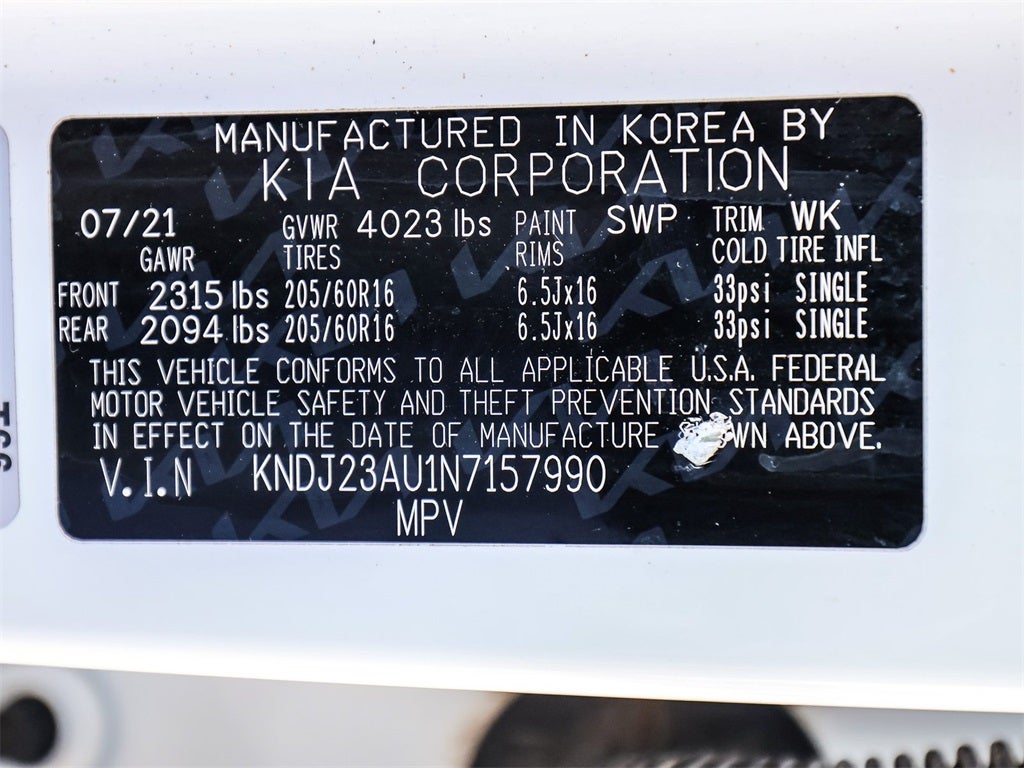 MANUFACTURED IN KOREA BY
KIA CORPORATION
07/21 GVWR 4023 lbs PAINT SWP TRIM WK
GAWR TIRES RIMS COLD TIRE INFL
FRONT 2315 lbs 205/60R16 6.5Jx16 33psi SINGLE
REAR 2094 lbs 205/60R16 6.5Jx16 33psi SINGLE
THIS VEHICLE CONFORMS TO ALL APPLICABLE U.S.A. FEDERAL
MOTOR VEHICLE SAFETY AND THEFT PREVENTION STANDARDS
IN EFFECT ON THE DATE OF MANUFACTURE WN ABOVE.
V.I.N KNDJ23AU1N7157990
MPV